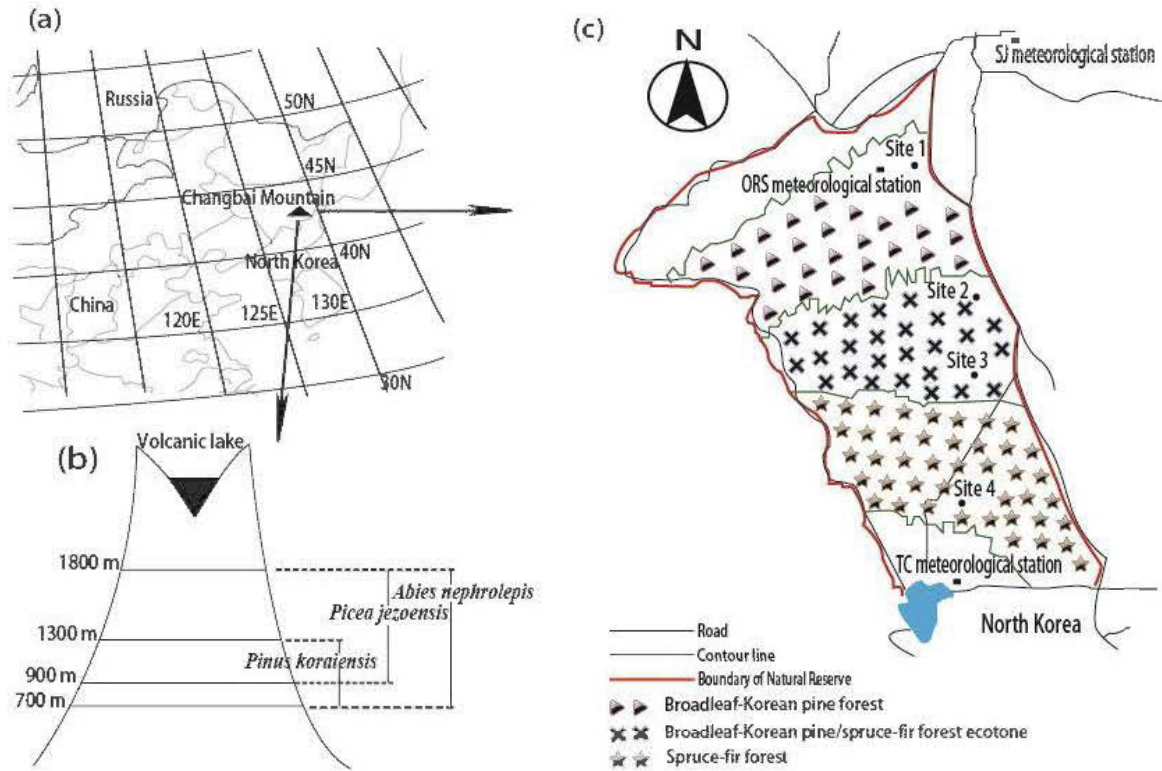 (a)
Russia
50N
45N
Changbai Mountain
40N
North Korea
China
120E
125E
130E
30N
(b)
Volcanic lake
1800 m
Abies nephrolepis
Picea jezoensis
1300 m
Pinus koraiensis
900 m
700 m
(c)
N
SJ meteorological station
Site 1
ORS meteorological station
Site 2
Site 3
Site 4
TC meteorological station
North Korea
Road
Contour line
Boundary of Natural Reserve
Broadleaf-Korean pine forest
Broadleaf-Korean pine/spruce-fir forest ecotone
Spruce-fir forest